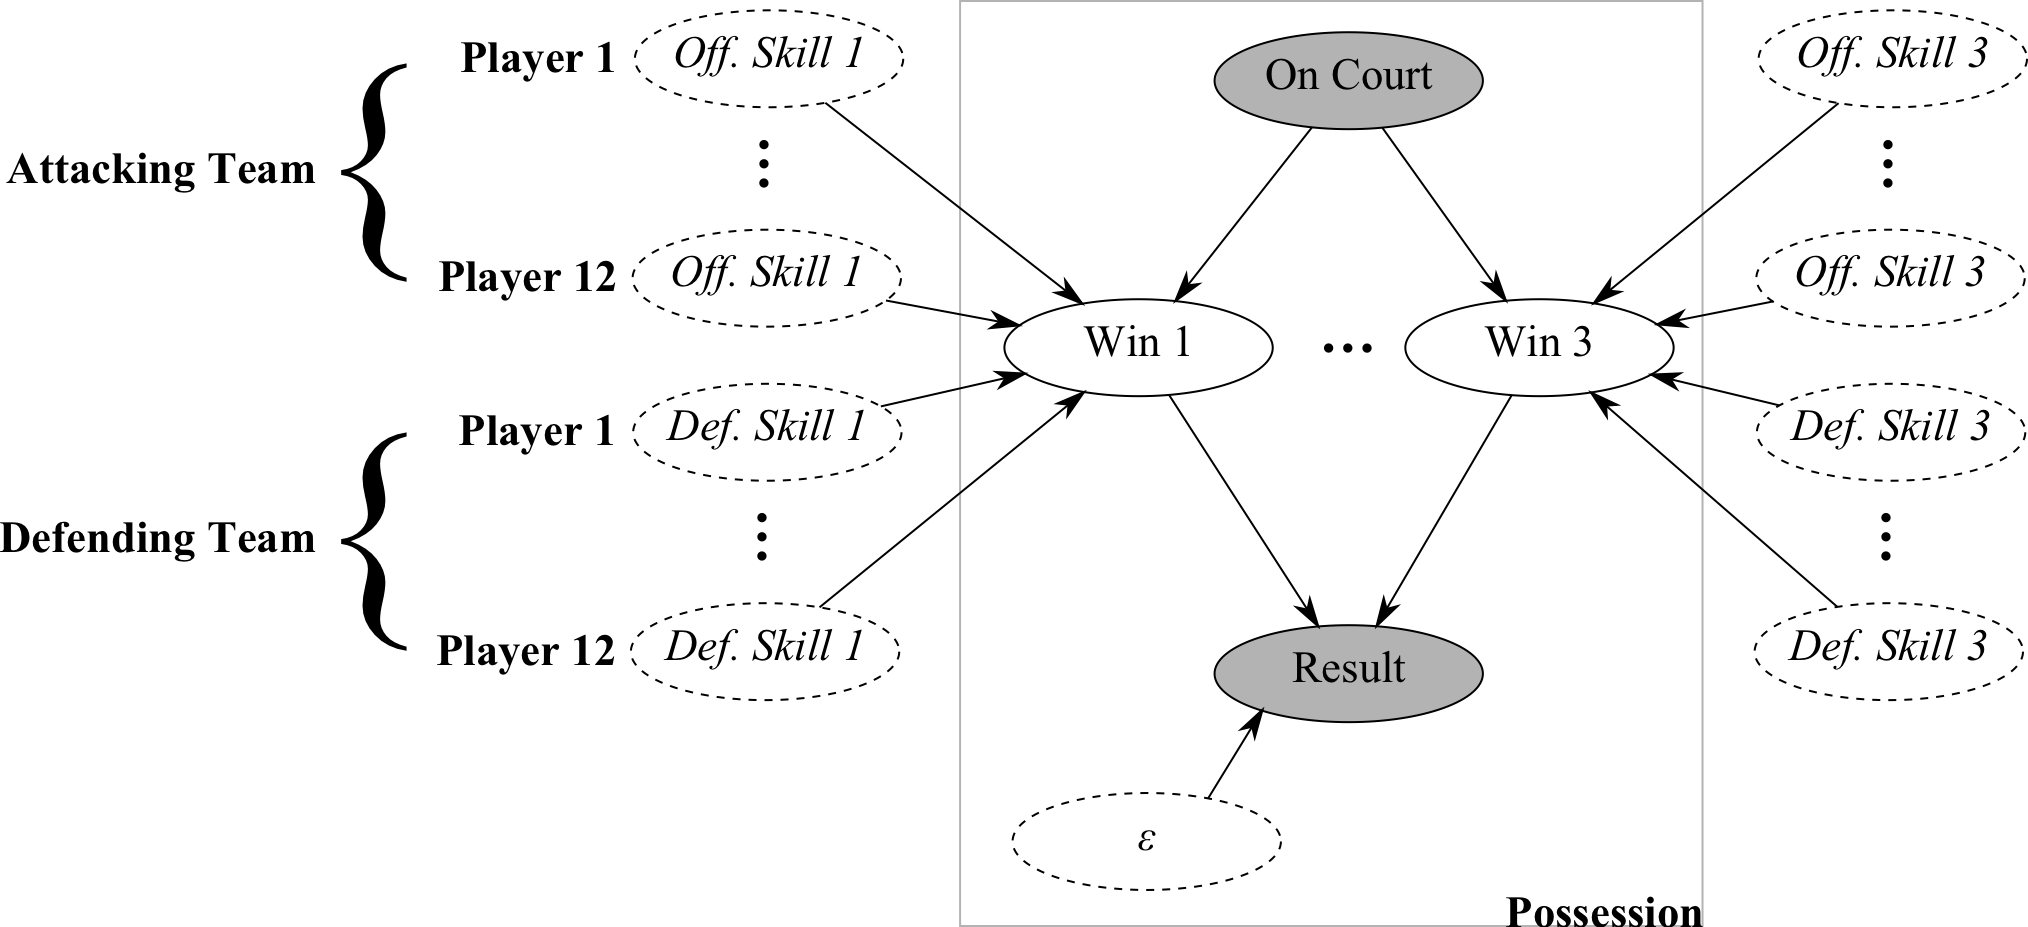 Player 1 Off. Skill 1 On Court Off. Skill 3
Attacking Team
Player 12 Off. Skill 1 Off. Skill 3
Win 1 ... Win 3
Player 1 Def. Skill 1 Def. Skill 3
Defending Team
Player 12 Def. Skill 1 Result Def. Skill 3
ε
Possession